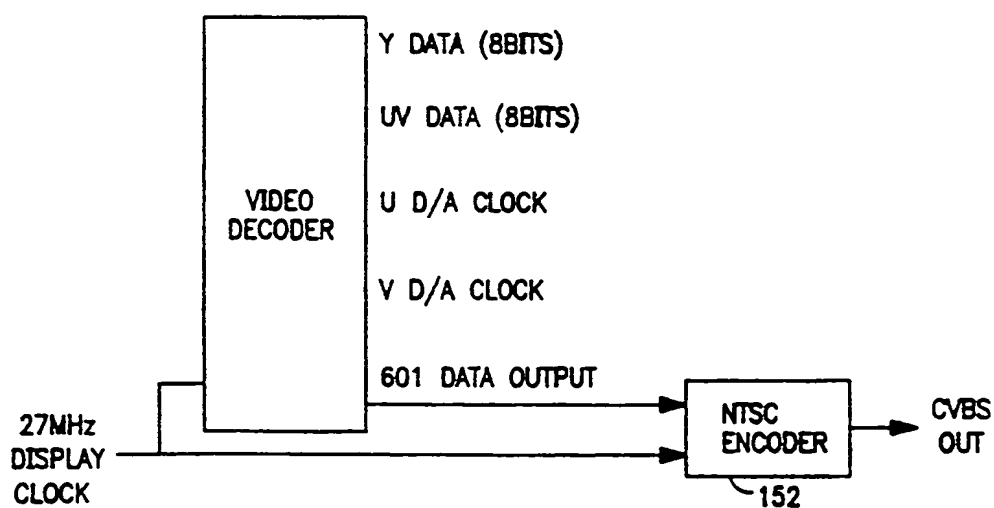 Y DATA (8BITS)
UV DATA (8BITS)
VIDEO
DECODER
U D/A CLOCK
V D/A CLOCK
601 DATA OUTPUT
27MHz
DISPLAY
CLOCK
NTSC
ENCODER
152
CVBS
OUT